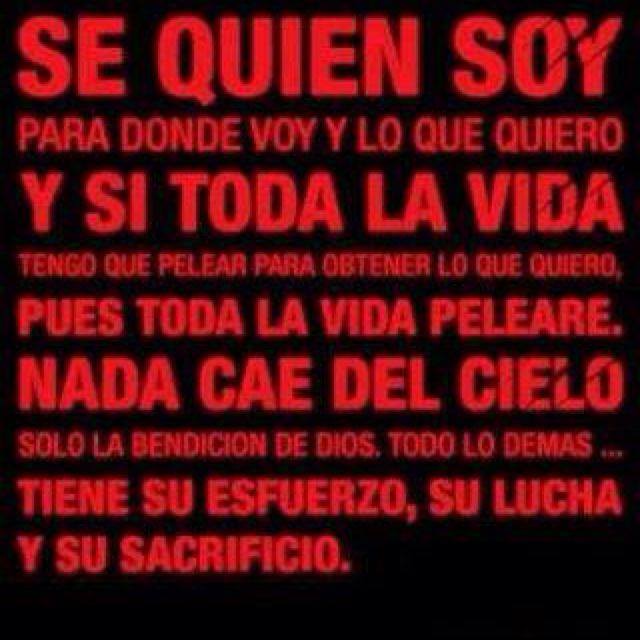 SE QUIEN SOY
PARA DONDE VOY Y LO QUE QUIERO
Y SI TODA LA VIDA
TENGO QUE PELEAR PARA OBTENER LO QUE QUIERO,
PUES TODA LA VIDA PELEARE.
NADA CAE DEL CIELO
SOLO LA BENDICION DE DIOS. TODO LO DEMAS ...
TIENE SU ESFUERZO, SU LUCHA
Y SU SACRIFICIO.